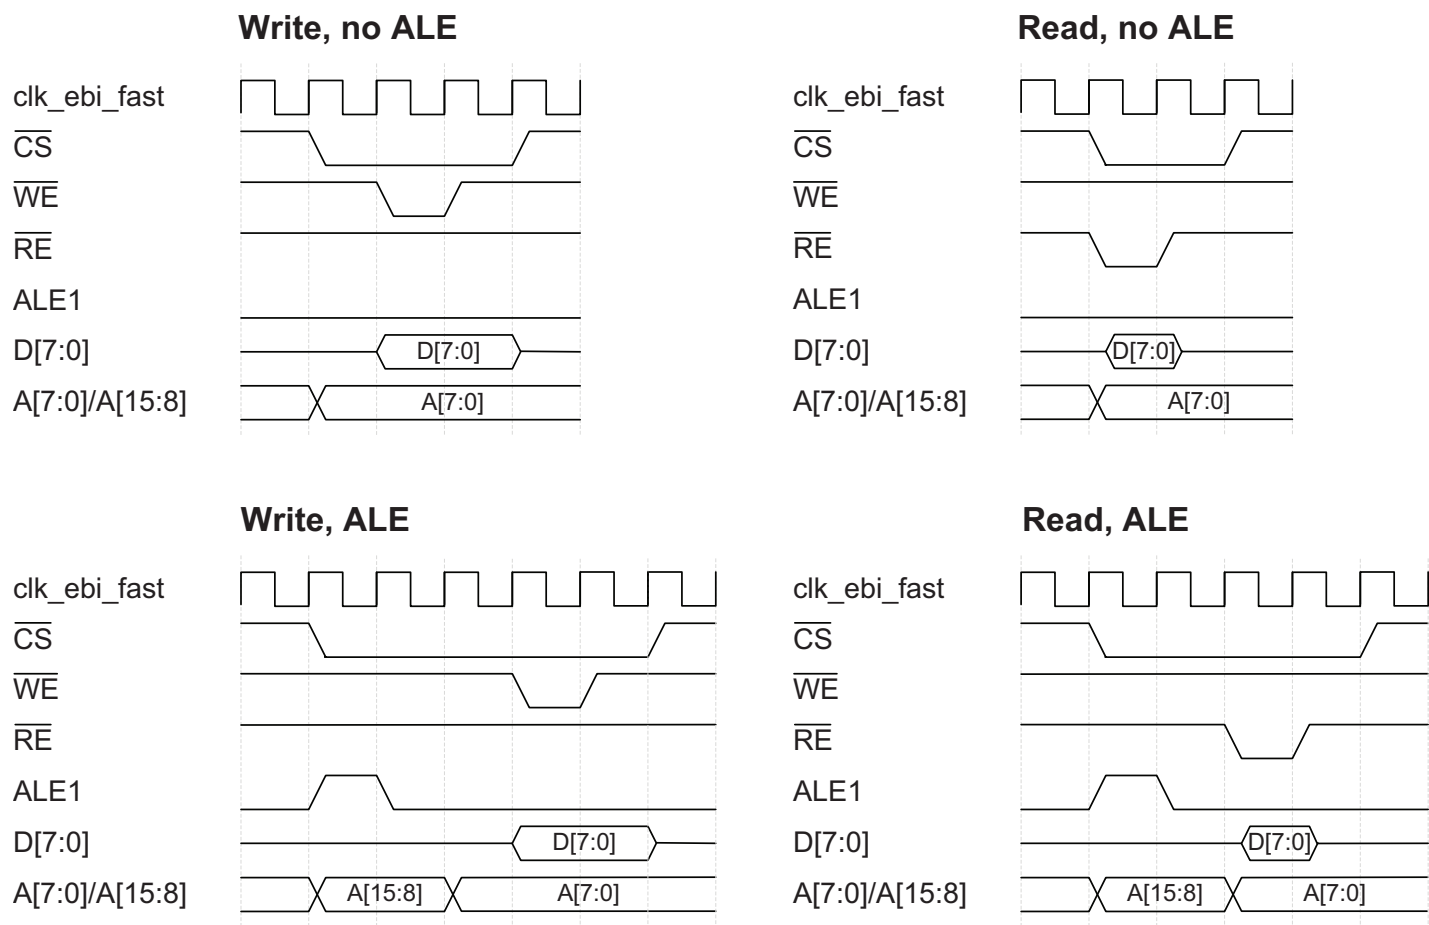 Write, no ALE
clk_ebi_fast
CS
WE
RE
ALE1
D[7:0]
D[7:0]
A[7:0]/A[15:8]
A[7:0]
Read, no ALE
clk_ebi_fast
CS
WE
RE
ALE1
D[7:0]
D[7:0]
A[7:0]/A[15:8]
A[7:0]
Write, ALE
clk_ebi_fast
CS
WE
RE
ALE1
D[7:0]
D[7:0]
A[7:0]/A[15:8]
A[15:8]
A[7:0]
Read, ALE
clk_ebi_fast
CS
WE
RE
ALE1
D[7:0]
D[7:0]
A[7:0]/A[15:8]
A[15:8]
A[7:0]